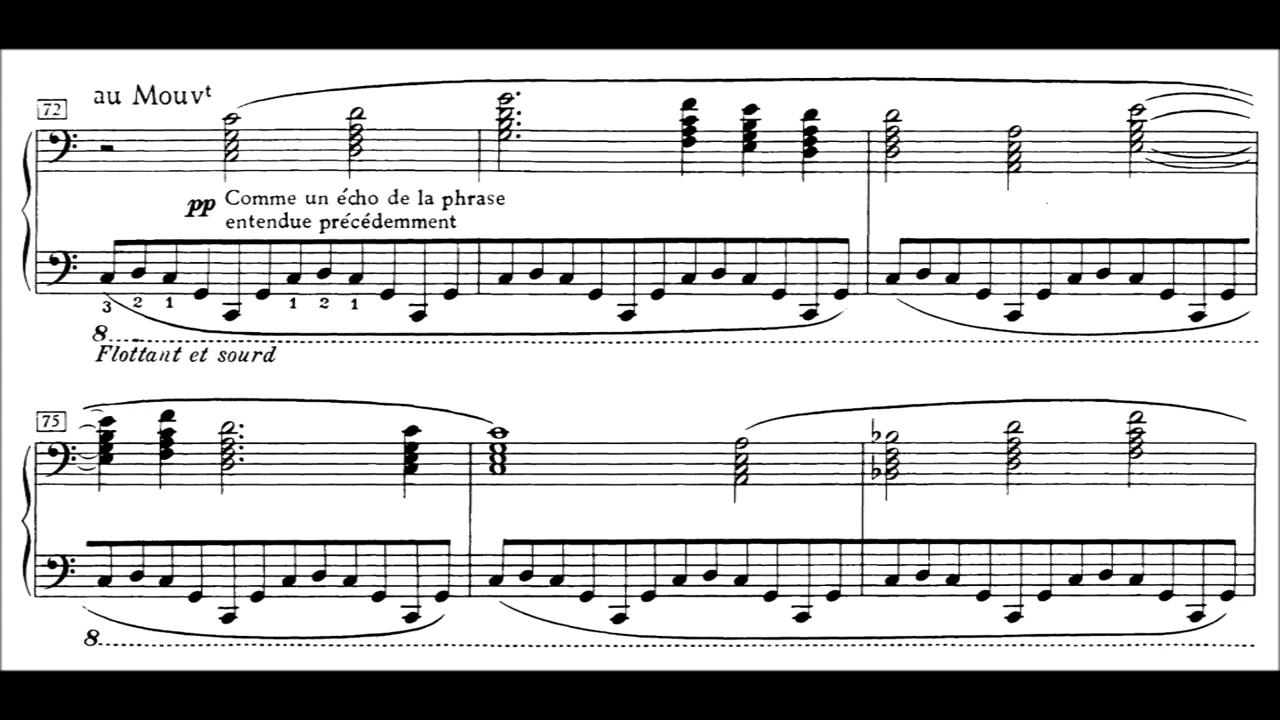 72
au Mouvt
pp
Comme un écho de la phrase
entendue précédemment
3 2 1 1 2 1
8
Flottant et sourd
75
8